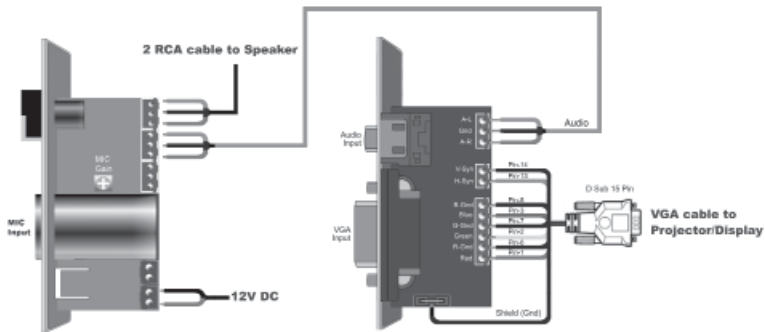 2 RCA cable to Speaker
MIC
Gain
MIC
Input
12V DC
Audio
Input
A-L
Gnd
A-R
Audio
V-Syn
H-Syn
Pin-14
Pin-13
B-Gnd
Blue
G-Gnd
Green
R-Gnd
Red
Pin-8
Pin-3
Pin-7
Pin-2
Pin-6
Pin-1
VGA
Input
Shield (Gnd)
D-Sub 15 Pin
VGA cable to
Projector/Display